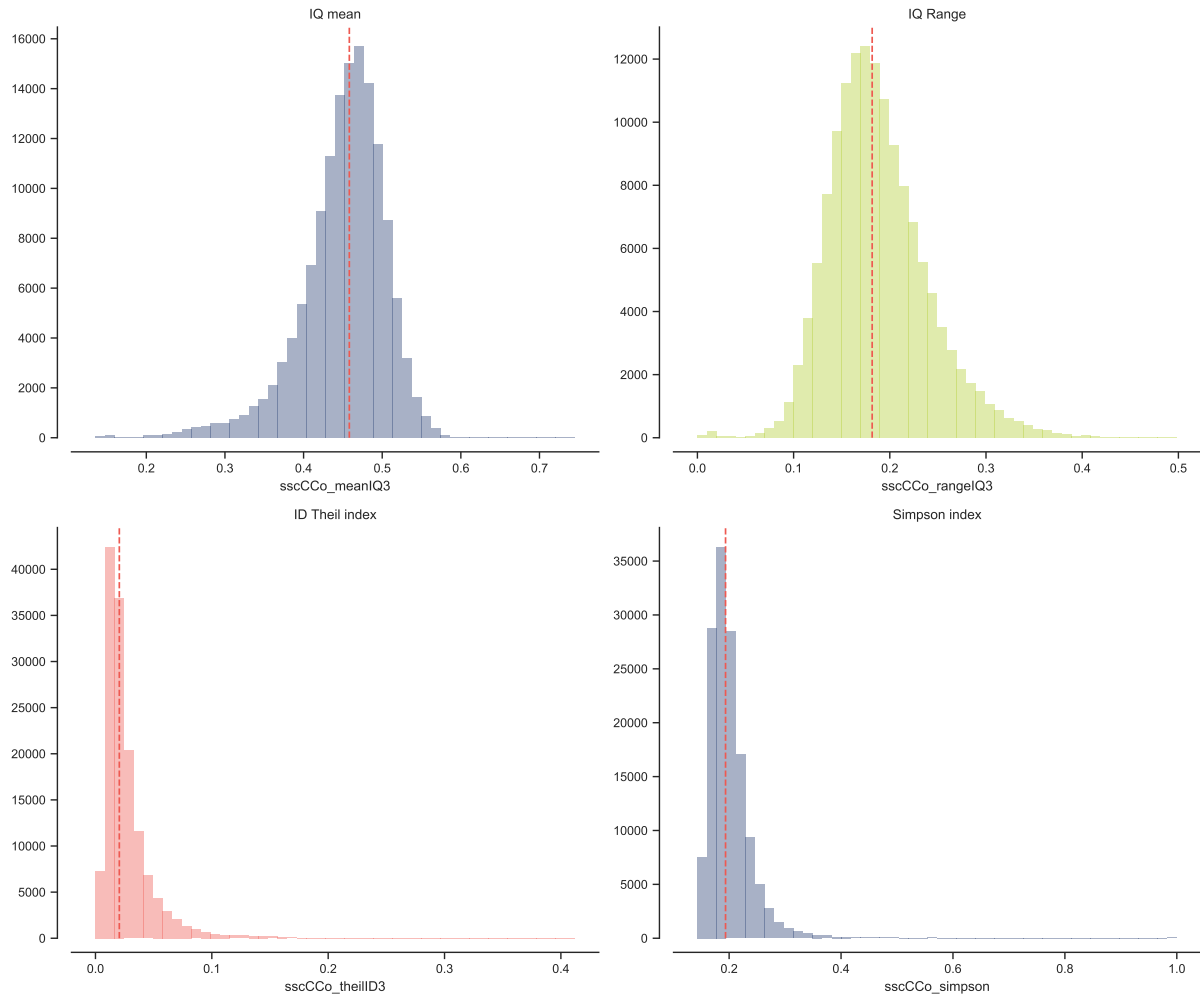 IQ mean
16000
14000
12000
10000
8000
6000
4000
2000
0
0.2 0.3 0.4 0.5 0.6 0.7
sscCCo_meanIQ3
IQ Range
12000
10000
8000
6000
4000
2000
0
0.0 0.1 0.2 0.3 0.4 0.5
sscCCo_rangeIQ3
ID Theil index
40000
35000
30000
25000
20000
15000
10000
5000
0
0.0 0.1 0.2 0.3 0.4
sscCCo_theilID3
Simpson index
35000
30000
25000
20000
15000
10000
5000
0
0.2 0.4 0.6 0.8 1.0
sscCCo_simpson